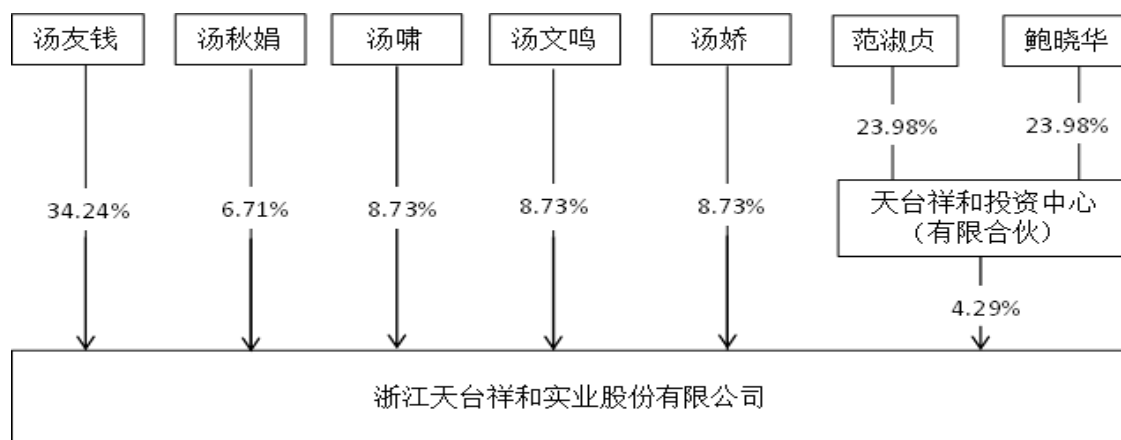 汤友钱
汤秋娟
汤啸
汤文鸣
汤娇
范淑贞
鲍晓华
23.98%
23.98%
34.24%
6.71%
8.73%
8.73%
8.73%
天台祥和投资中心
（有限合伙）
4.29%
浙江天台祥和实业股份有限公司